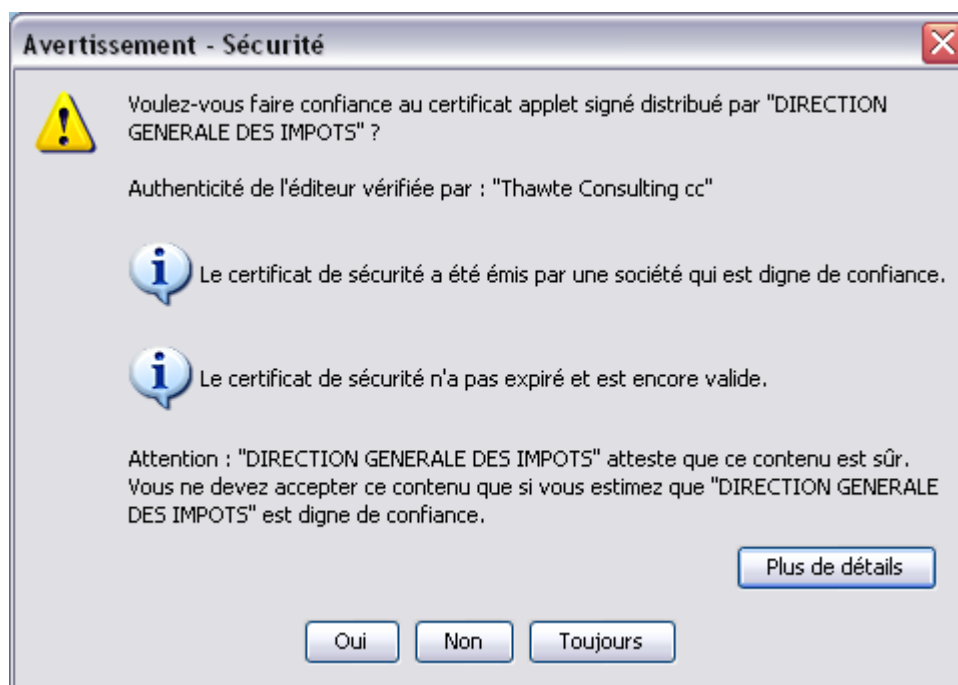 Avertissement - Sécurité
Voulez-vous faire confiance au certificat applet signé distribué par "DIRECTION
GENERALE DES IMPOTS" ?
Authenticité de l'éditeur vérifiée par : "Thawte Consulting cc"
Le certificat de sécurité a été émis par une société qui est digne de confiance.
Le certificat de sécurité n'a pas expiré et est encore valide.
Attention : "DIRECTION GENERALE DES IMPOTS" atteste que ce contenu est sûr.
Vous ne devez accepter ce contenu que si vous estimez que "DIRECTION GENERALE
DES IMPOTS" est digne de confiance.
Plus de détails
Oui Non Toujours